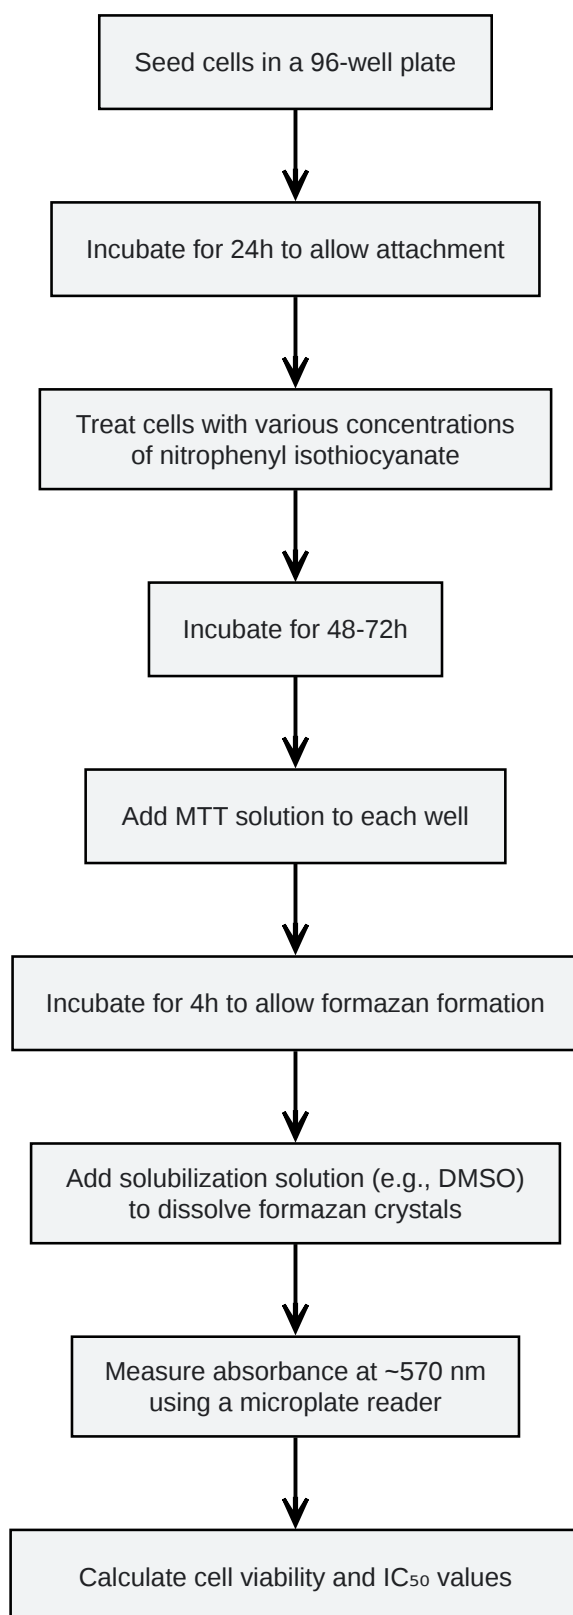 Seed cells in a 96-well plate
Incubate for 24h to allow attachment
Treat cells with various concentrations
of nitrophenyl isothiocyanate
Incubate for 48-72h
Add MTT solution to each well
Incubate for 4h to allow formazan formation
Add solubilization solution (e.g., DMSO)
to dissolve formazan crystals
Measure absorbance at ~570 nm
using a microplate reader
Calculate cell viability and IC₅₀ values